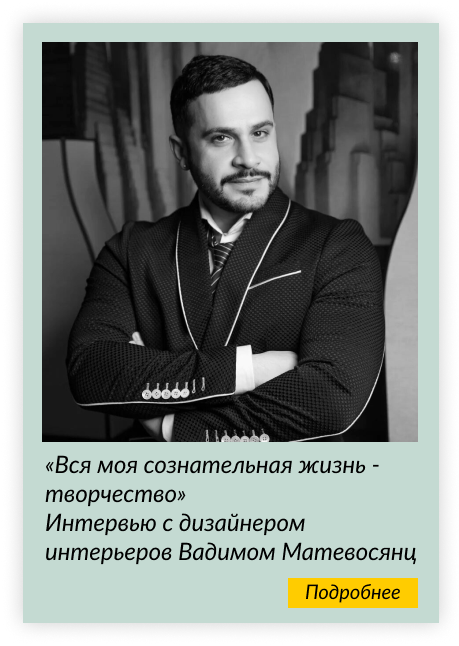 «Вся моя сознательная жизнь -
творчество»
Интервью с дизайнером
интерьеров Вадимом Матевосянц
Подробнее